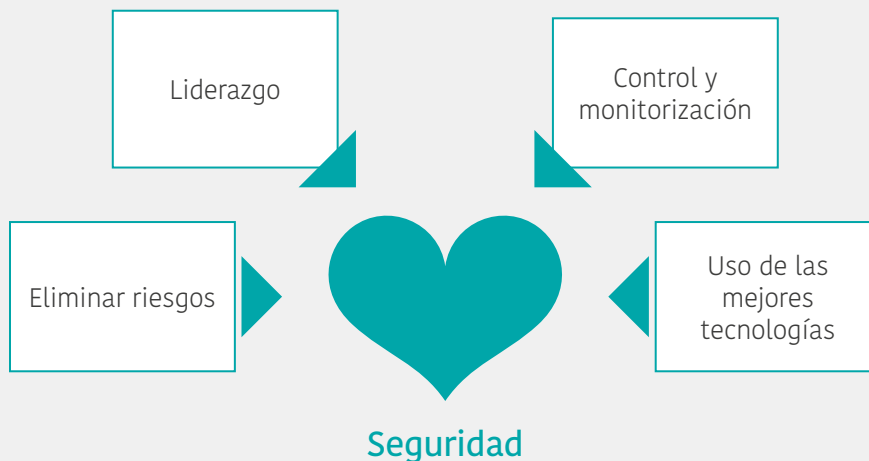 Liderazgo
Control y
monitorización
Eliminar riesgos
Uso de las
mejores
tecnologías
Seguridad